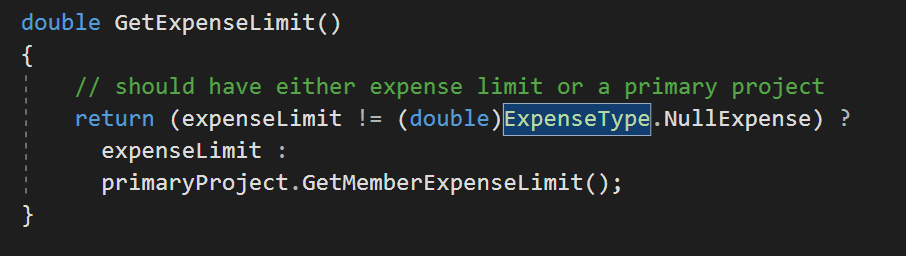 double GetExpenseLimit()
{
// should have either expense limit or a primary project
return (expenseLimit != (double)ExpenseType.NullExpense) ?
expenseLimit :
primaryProject.GetMemberExpenseLimit();
}